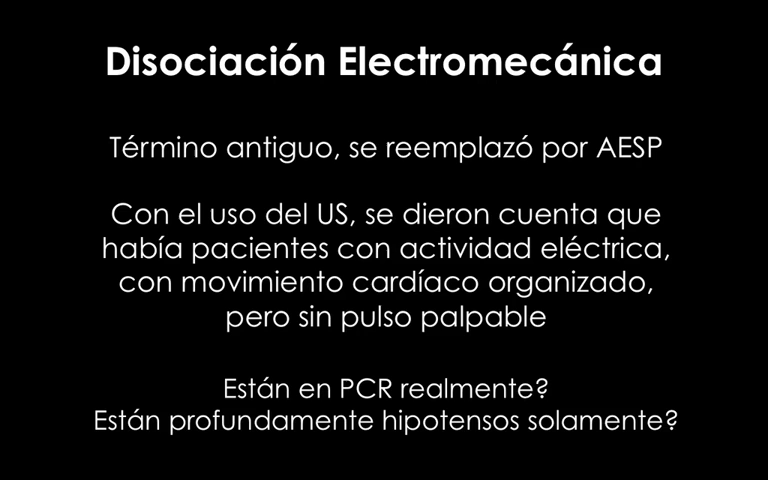 Disociación Electromecánica
Término antiguo, se reemplazó por AESP
Con el uso del US, se dieron cuenta que
había pacientes con actividad eléctrica,
con movimiento cardíaco organizado,
pero sin pulso palpable
Están en PCR realmente?
Están profundamente hipotensos solamente?